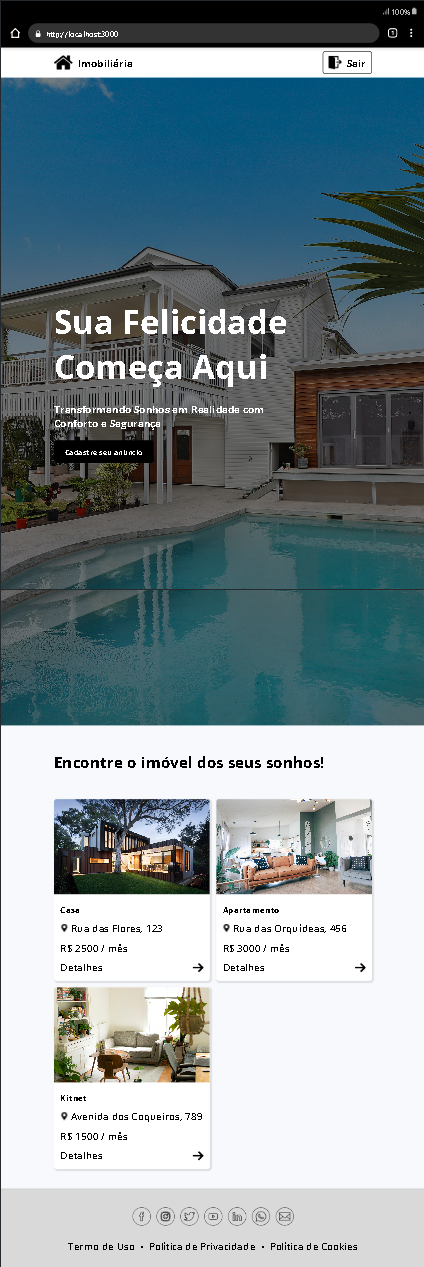 100%
http://localhost:3000
1
Imobiliária
Sair
Sua Felicidade
Começa Aqui
Transformando Sonhos em Realidade com
Conforto e Segurança
Cadastre seu anúncio
Encontre o imóvel dos seus sonhos!
Casa
Rua das Flores, 123
R$ 2500 / mês
Detalhes
Apartamento
Rua das Orquídeas, 456
R$ 3000 / mês
Detalhes
Kitnet
Avenida dos Coqueiros, 789
R$ 1500 / mês
Detalhes
Termo de Uso • Política de Privacidade • Política de Cookies